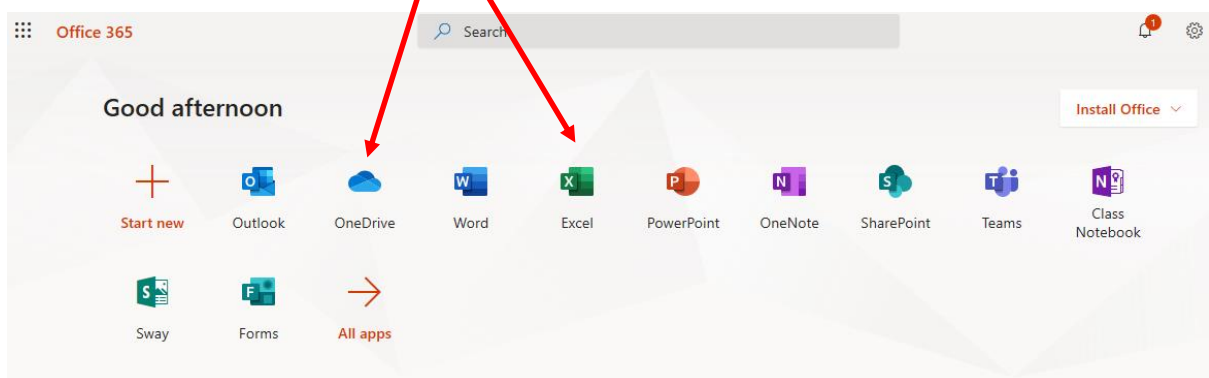 Office 365
Search
1
Good afternoon
Install Office
Start new
Outlook
OneDrive
Word
Excel
PowerPoint
OneNote
SharePoint
Teams
Class
Notebook
Sway
Forms
All apps